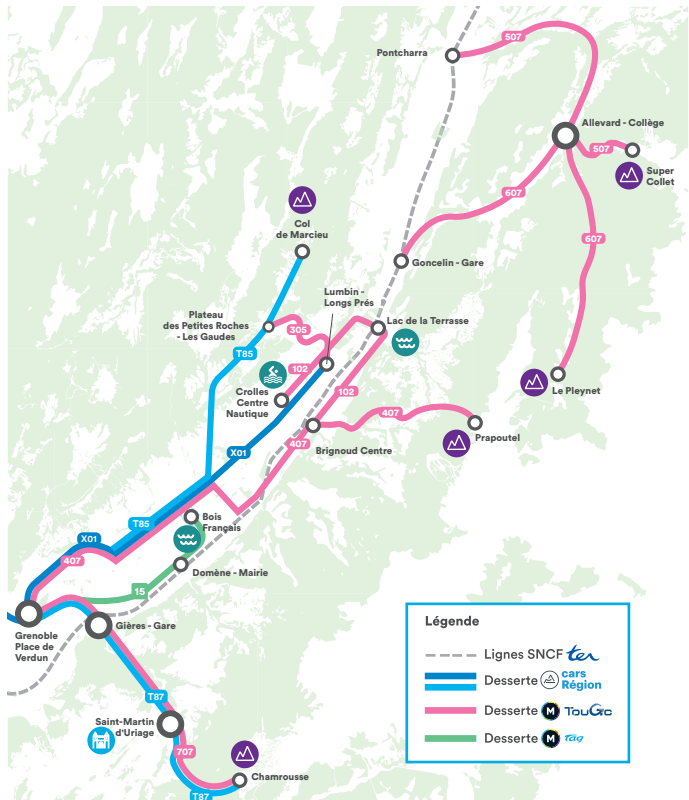 507
Pontcharra
Allevard - Collège
507
Super
Collet
607
607
Col
de Marcieu
Goncelin - Gare
Lumbin -
Longs Prés
Plateau
des Petites Roches
- Les Gaudes
305
Lac de la Terrasse
T85
102
Crolles
Centre
Nautique
102
Le Pleynet
407
Prapoutel
X01
407
Brignoud Centre
Bois
Français
T85
X01
407
Domène - Mairie
15
Grenoble
Place de
Verdun
Gières - Gare
T87
Saint-Martin
d'Uriage
707
Chamrousse
T87
Légende
Lignes SNCF ter
Desserte cars
Région
Desserte M TouGo
Desserte M Tag